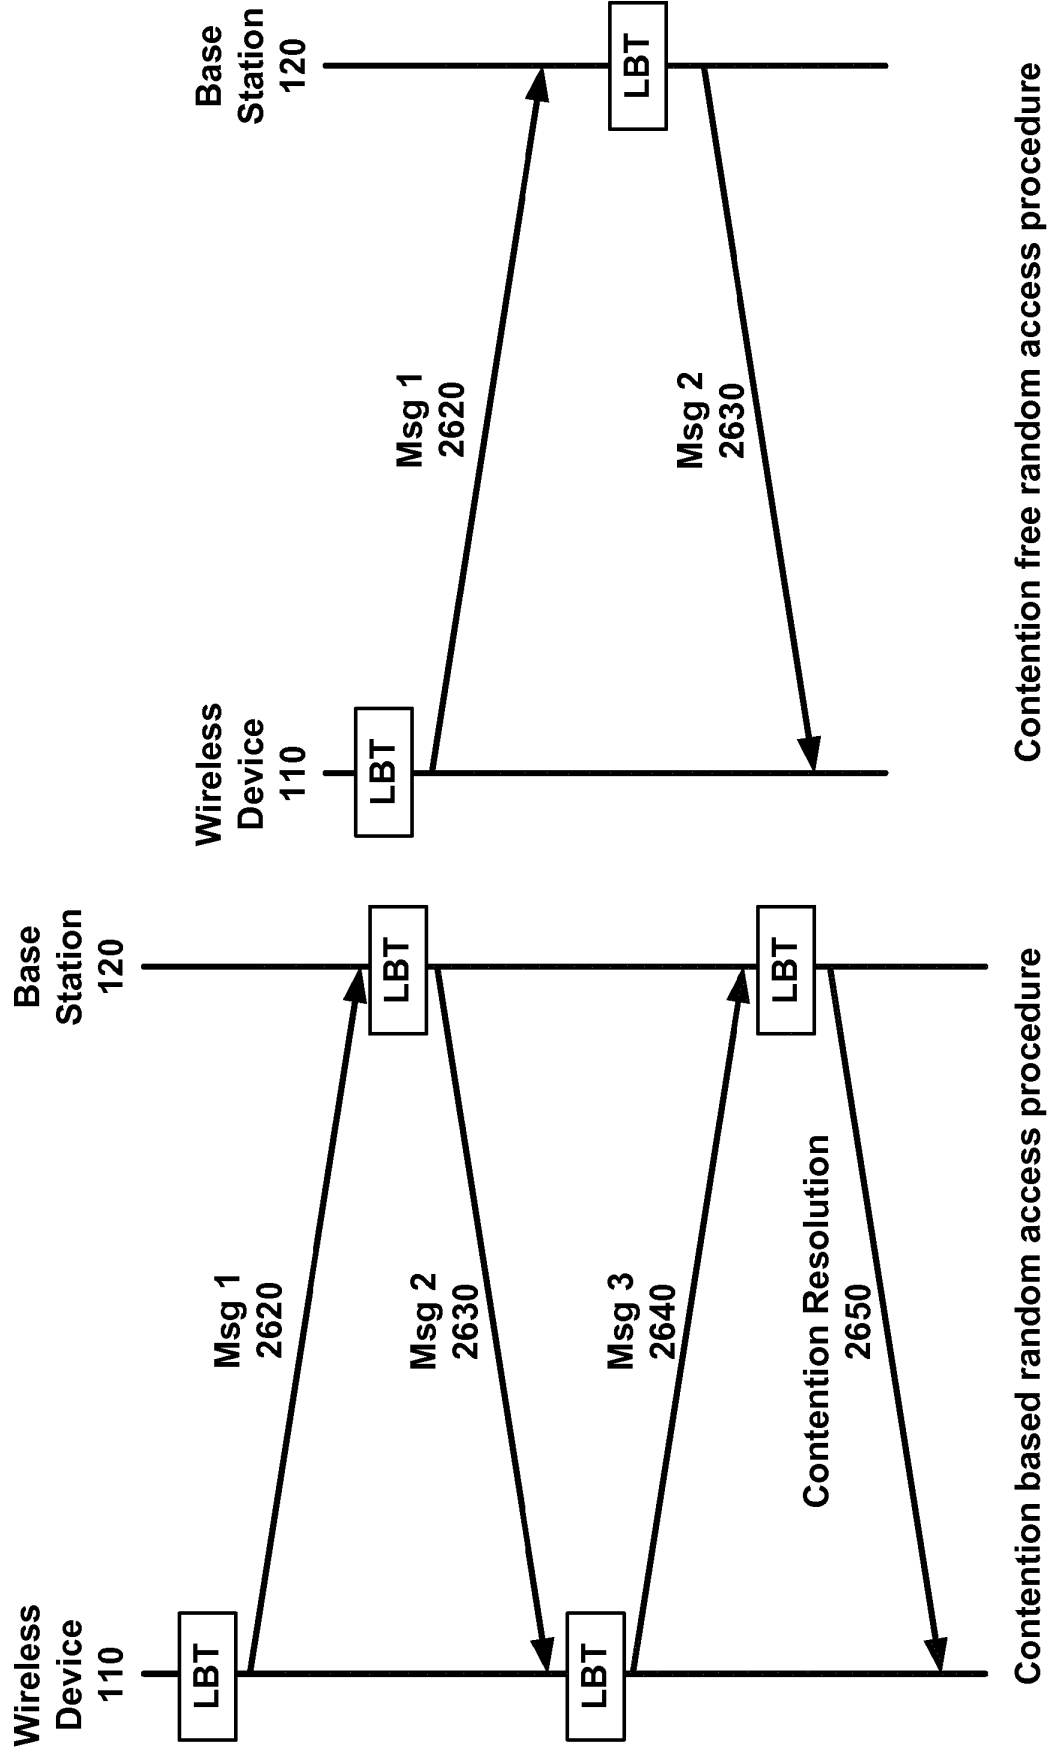 Wireless
Device
110
Base
Station
120
LBT
Msg 1
2620
LBT
Msg 2
2630
LBT
Msg 3
2640
LBT
Contention Resolution
2650
Contention based random access procedure
Wireless
Device
110
Base
Station
120
LBT
Msg 1
2620
LBT
Msg 2
2630
Contention free random access procedure